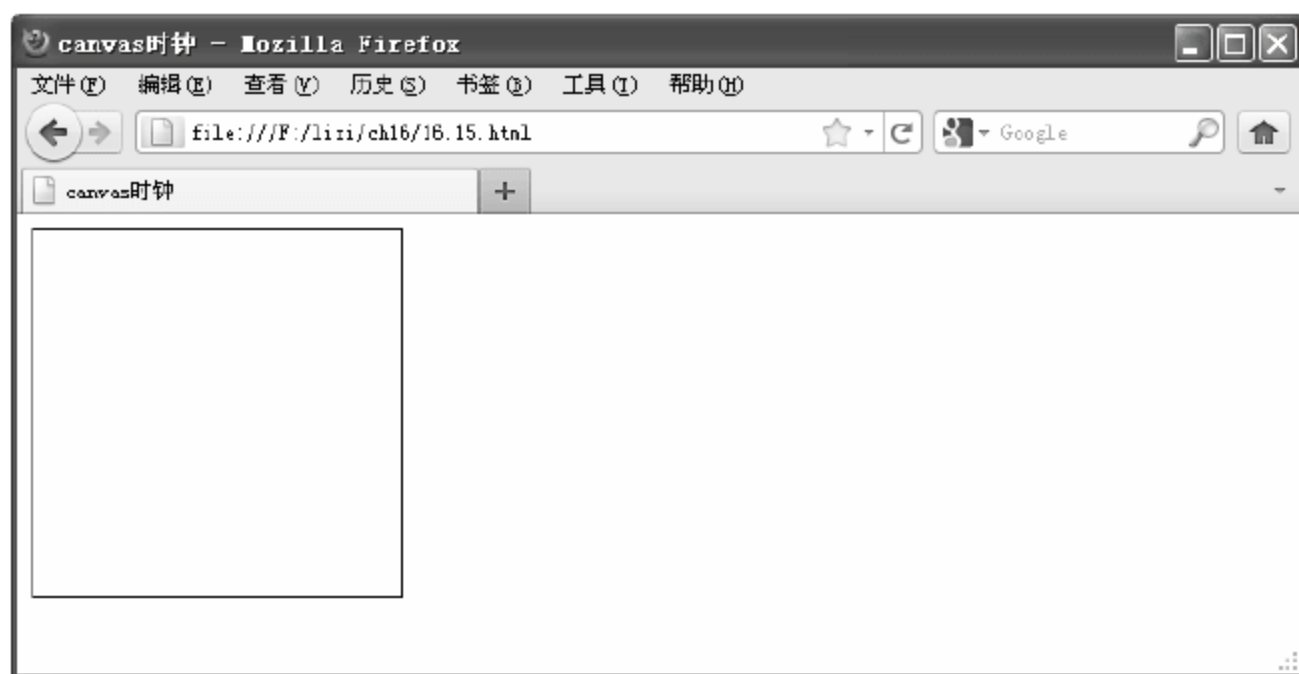 canvas时钟 - Mozilla Firefox
文件(F) 编辑(E) 查看(V) 历史(S) 书签(B) 工具(T) 帮助(H)
file:///F:/lizi/ch16/16.15.html Google
canvas时钟